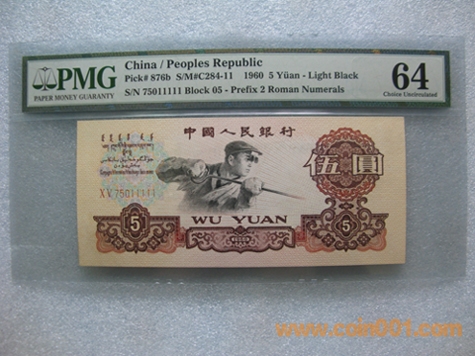 PMG
PAPER MONEY GUARANTY
China / Peoples Republic
Pick# 876b S/M#C284-11 1960 5 Yüan - Light Black
S/N 75011111 Block 05 - Prefix 2 Roman Numerals
64
Choice Uncirculated
中國人民銀行
伍圓
XV 75011111
WU YUAN
5
5
www.coin001.com